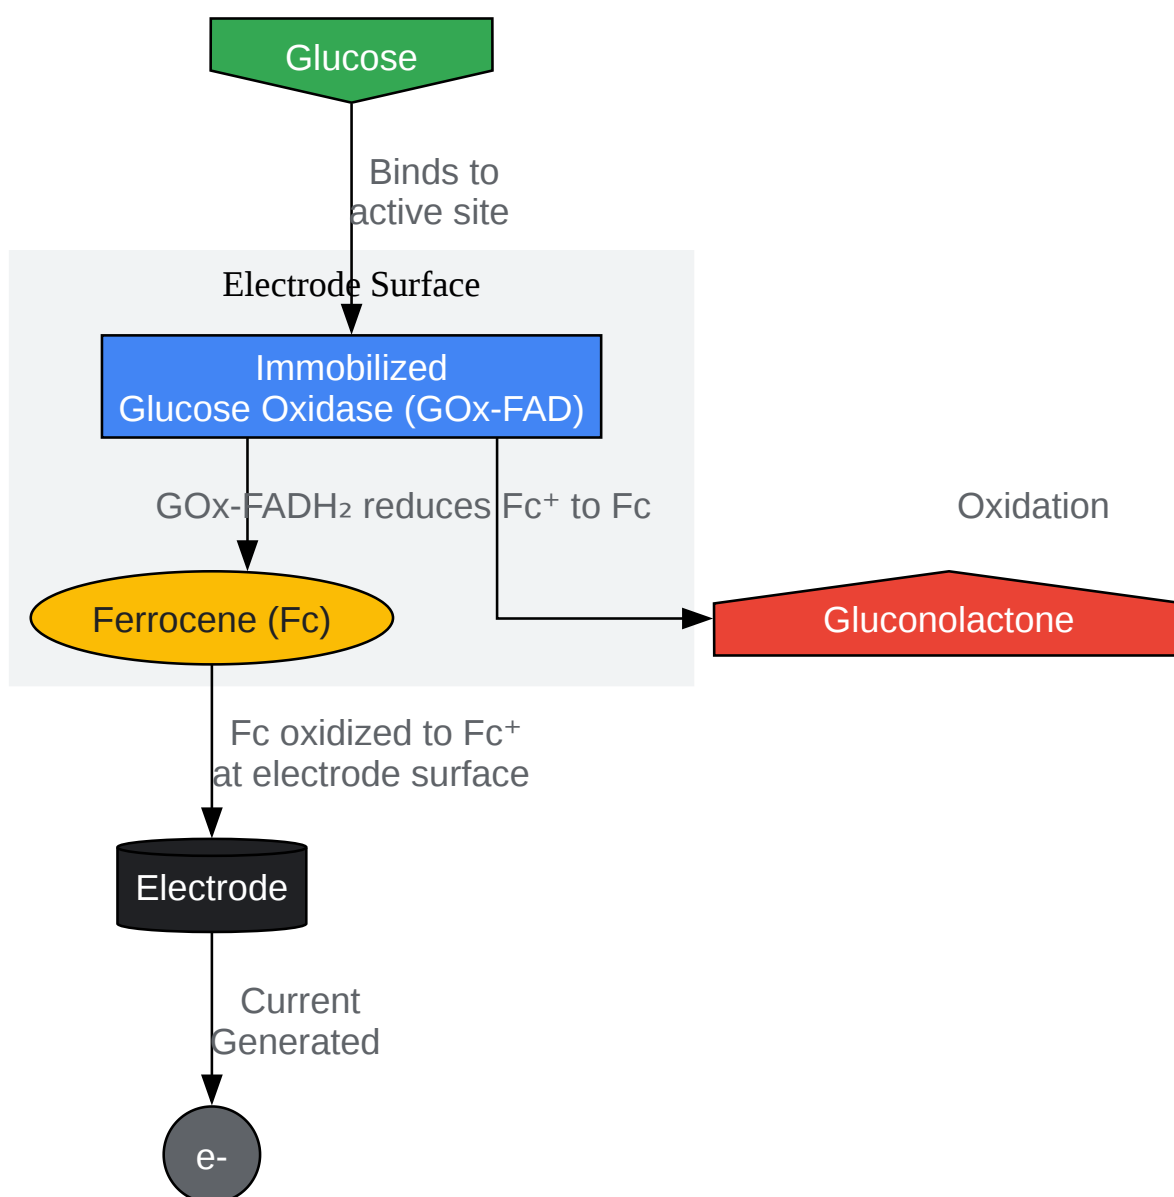 Glucose
Binds to
active site
Electrode Surface
Immobilized
Glucose Oxidase (GOx-FAD)
GOx-FADH₂ reduces Fc⁺ to Fc
Oxidation
Ferrocene (Fc)
Gluconolactone
Fc oxidized to Fc⁺
at electrode surface
Electrode
Current
Generated
e-